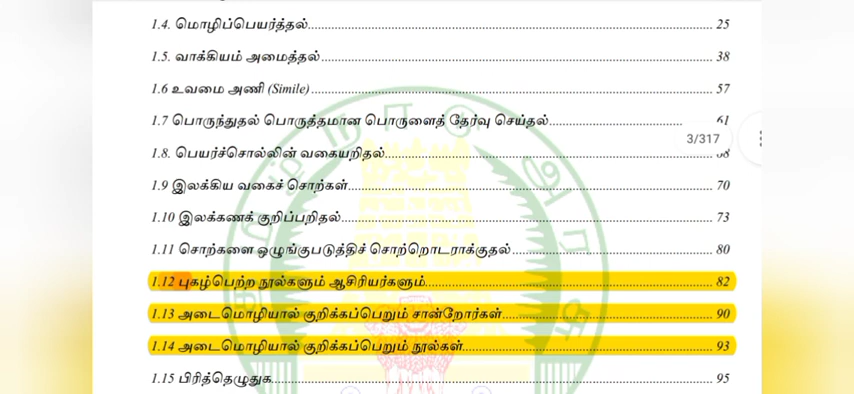 1.4. மொழிப்பெயர்த்தல் 25
1.5. வாக்கியம் அமைத்தல் 38
1.6 உவமை அணி (Simile) 57
1.7 பொருந்துதல் பொருத்தமான பொருளைத் தேர்வு செய்தல் 61
3/317
1.8. பெயர்ச்சொல்லின் வகையறிதல் 68
1.9 இலக்கிய வகைச் சொற்கள் 70
1.10 இலக்கணக் குறிப்பறிதல் 73
1.11 சொற்களை ஒழுங்குபடுத்திச் சொற்றொடராக்குதல் 80
1.12 புகழ்பெற்ற நூல்களும் ஆசிரியர்களும் 82
1.13 அடைமொழியால் குறிக்கப்பெறும் சான்றோர்கள் 90
1.14 அடைமொழியால் குறிக்கப்பெறும் நூல்கள் 93
1.15 பிரித்தெழுதுக 95